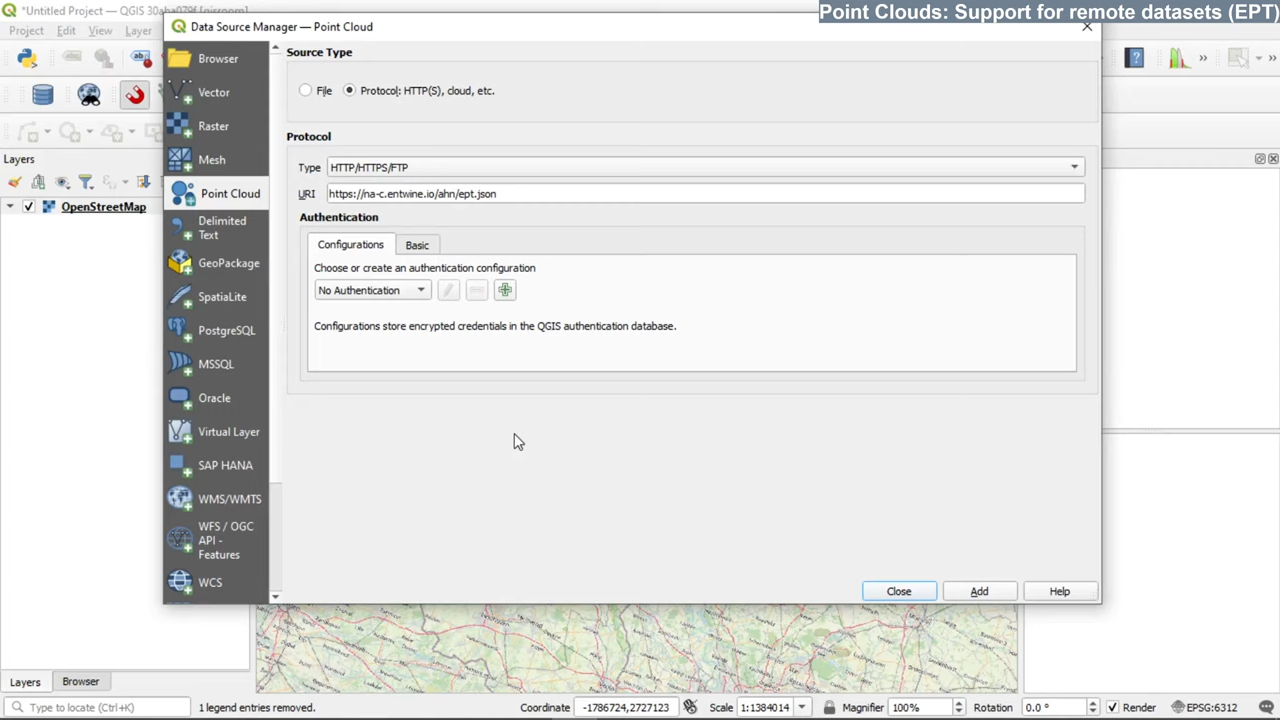 *Untitled Project — QGIS 30aba079f [qgisroom]
Point Clouds: Support for remote datasets (EPT)
Project Edit View Layer
Data Source Manager — Point Cloud
Browser
Vector
Raster
Mesh
Point Cloud
Delimited
Text
GeoPackage
SpatiaLite
PostgreSQL
MSSQL
Oracle
Virtual Layer
SAP HANA
WMS/WMTS
WFS / OGC
API -
Features
WCS
Source Type
File Protocol: HTTP(S), cloud, etc.
Protocol
Type HTTP/HTTPS/FTP
URI https://na-c.entwine.io/ahn/ept.json
Authentication
Configurations Basic
Choose or create an authentication configuration
No Authentication
Configurations store encrypted credentials in the QGIS authentication database.
Close Add Help
Layers
OpenStreetMap
Layers Browser
Type to locate (Ctrl+K) 1 legend entries removed. Coordinate -1786724,2727123 Scale 1:1384014 Magnifier 100% Rotation 0.0 ° Render EPSG:6312